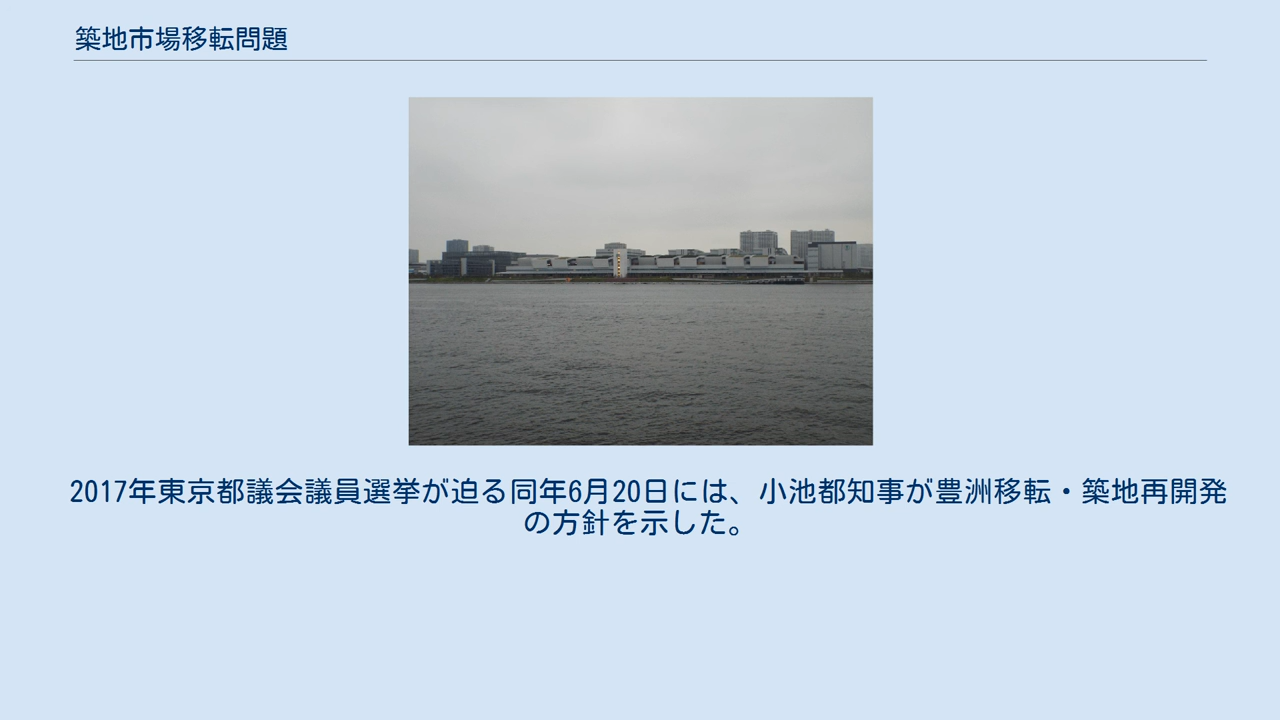 築地市場移転問題
2017年東京都議会議員選挙が迫る同年6月20日には、小池都知事が豊洲移転・築地再開発
の方針を示した。